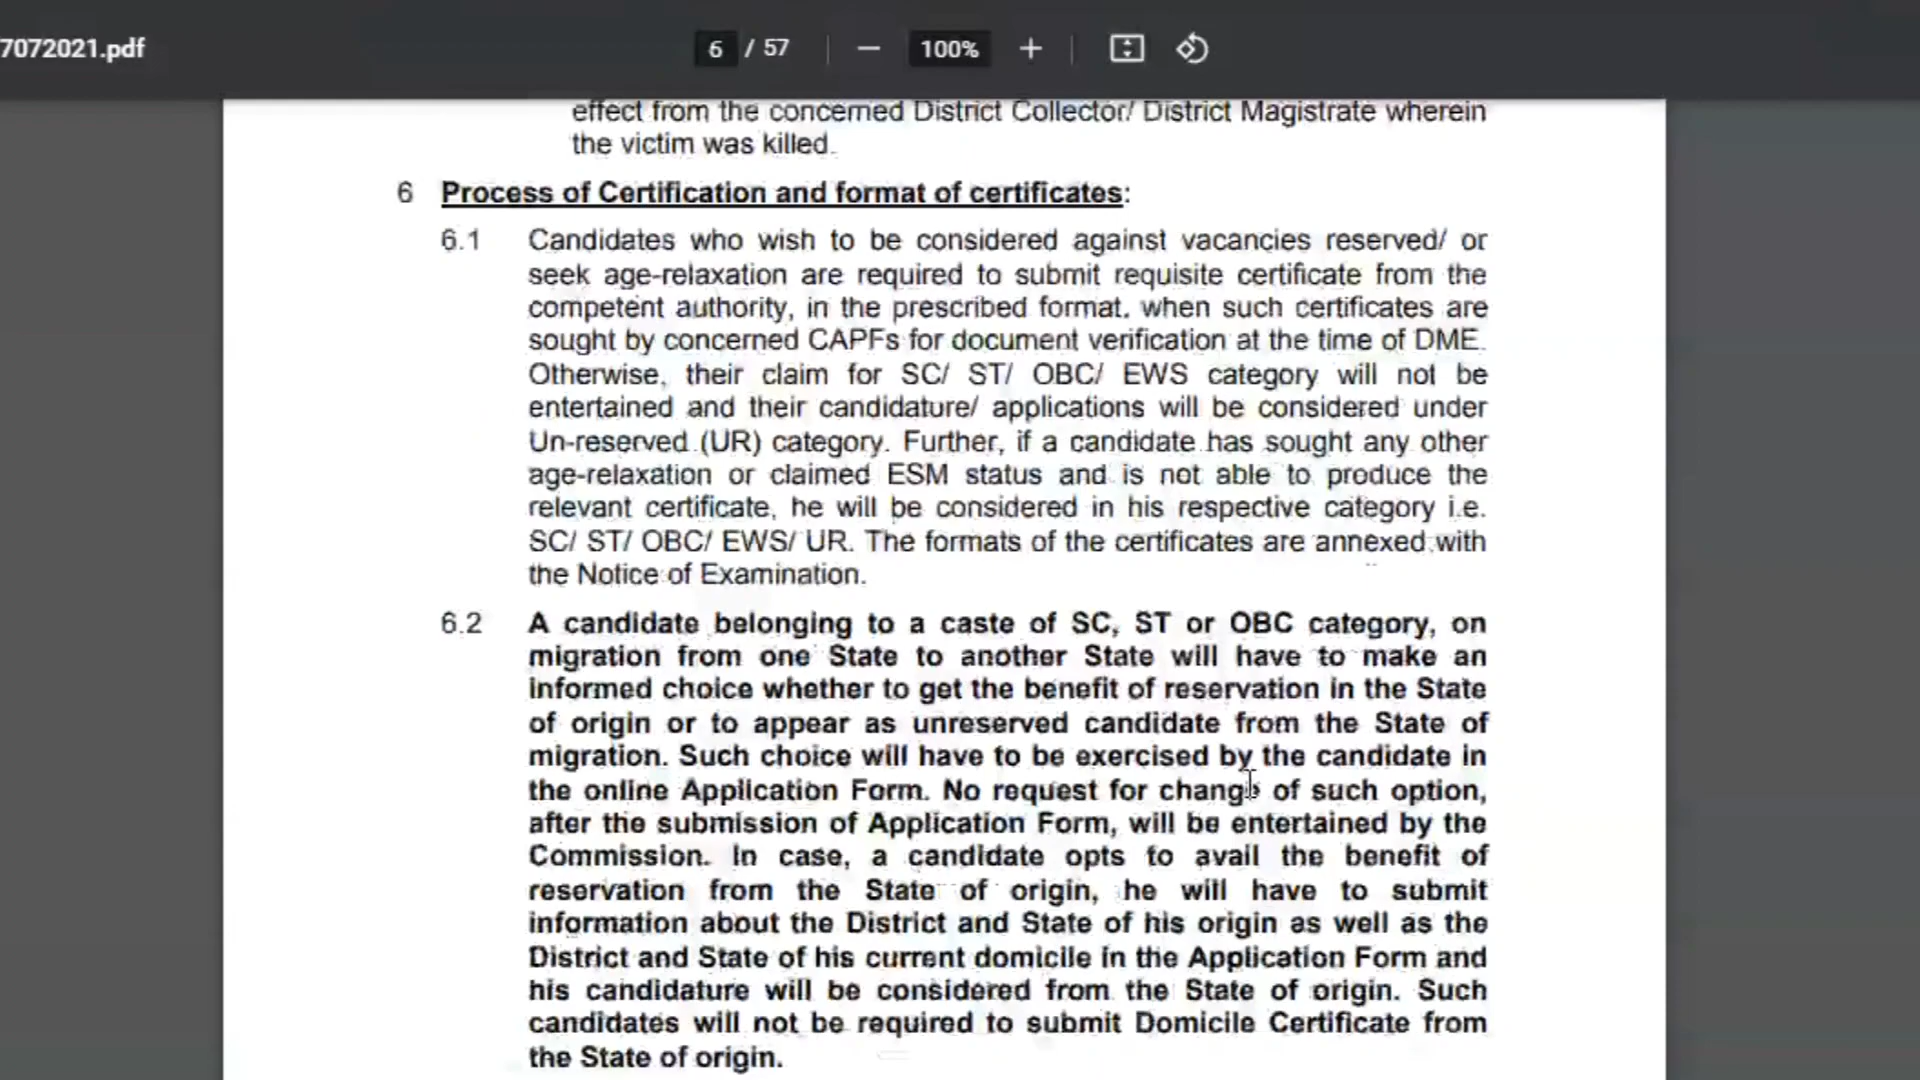 7072021.pdf
6 / 57
100%
effect from the concerned District Collector/ District Magistrate wherein
the victim was killed.
6 Process of Certification and format of certificates:
6.1 Candidates who wish to be considered against vacancies reserved/ or
seek age-relaxation are required to submit requisite certificate from the
competent authority, in the prescribed format, when such certificates are
sought by concerned CAPFs for document verification at the time of DME.
Otherwise, their claim for SC/ ST/ OBC/ EWS category will not be
entertained and their candidature/ applications will be considered under
Un-reserved (UR) category. Further, if a candidate has sought any other
age-relaxation or claimed ESM status and is not able to produce the
relevant certificate, he will be considered in his respective category i.e.
SC/ ST/ OBC/ EWS/ UR. The formats of the certificates are annexed with
the Notice of Examination.
6.2 A candidate belonging to a caste of SC, ST or OBC category, on
migration from one State to another State will have to make an
informed choice whether to get the benefit of reservation in the State
of origin or to appear as unreserved candidate from the State of
migration. Such choice will have to be exercised by the candidate in
the online Application Form. No request for change of such option,
after the submission of Application Form, will be entertained by the
Commission. In case, a candidate opts to avail the benefit of
reservation from the State of origin, he will have to submit
information about the District and State of his origin as well as the
District and State of his current domicile in the Application Form and
his candidature will be considered from the State of origin. Such
candidates will not be required to submit Domicile Certificate from
the State of origin.